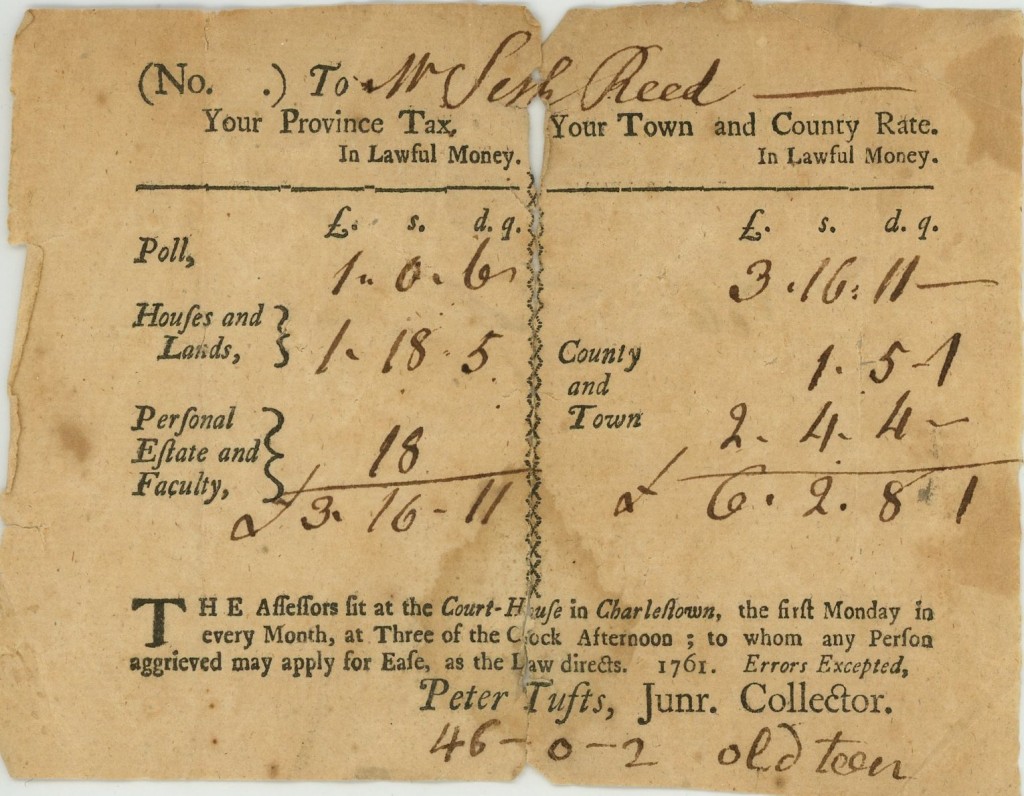 (No. .) To Mr Seth Reed
Your Province Tax,
In Lawful Money.
£. s. d. q.
Poll,
1. 0. 6
Houſes and
Lands, } 1. 18. 5
Perſonal
Eſtate and
Faculty, } 18
£ 3. 16 - 11
Your Town and County Rate.
In Lawful Money.
£. s. d. q.
3. 16: 11 —
County
and
Town
1. 5 - 1
2. 4. 4 -
£ 6. 2. 8 1
THE Aſſeſſors ſit at the Court-Houſe in Charleſtown, the firſt Monday in
every Month, at Three of the Clock Afternoon ; to whom any Perſon
aggrieved may apply for Eaſe, as the Law directs. 1761. Errors Excepted,
Peter Tufts, Junr. Collector.
46 - 0 - 2 old tener